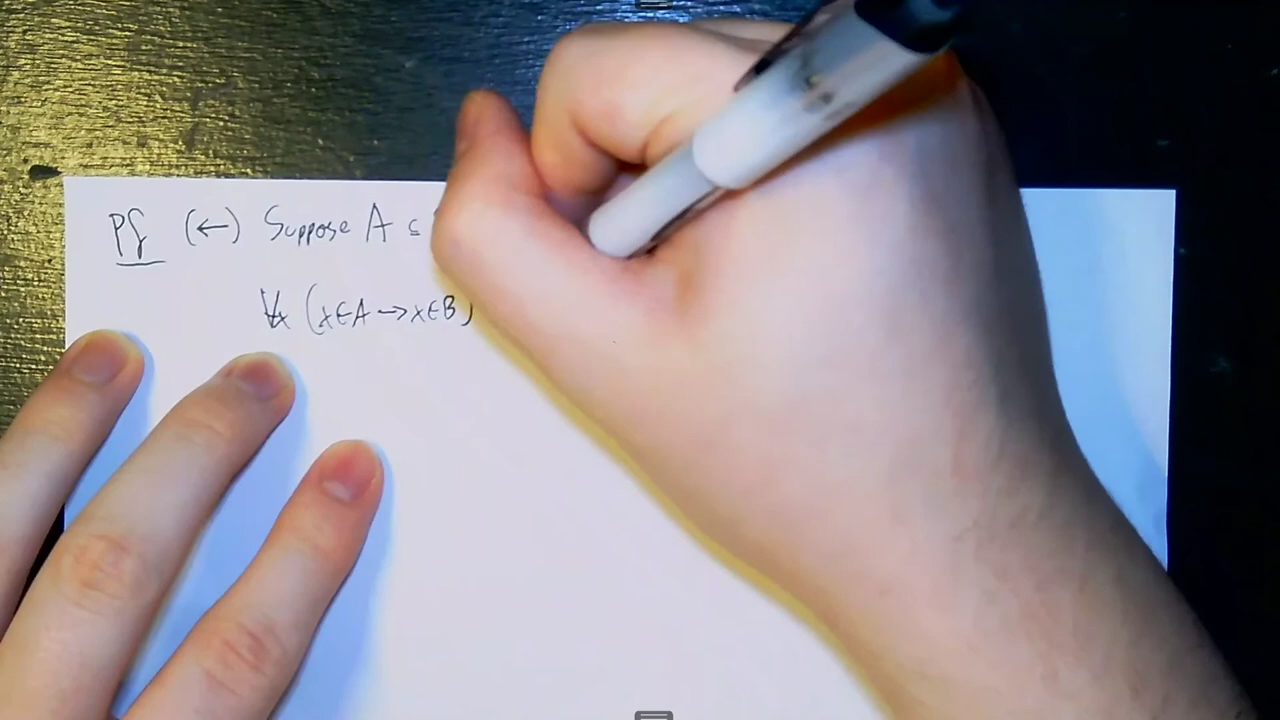 Pf (←) Suppose A ⊆
∀x (x∈A → x∈B)